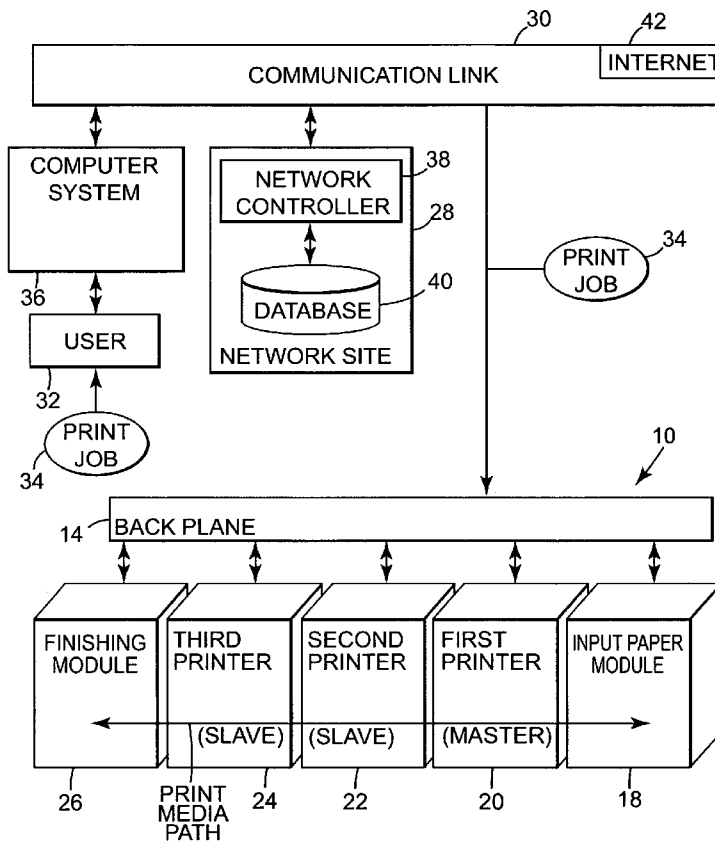 30
42
INTERNET
COMMUNICATION LINK
COMPUTER
SYSTEM
36
NETWORK
CONTROLLER
38
28
DATABASE
40
NETWORK SITE
PRINT
JOB
34
USER
32
PRINT
JOB
34
10
14
BACK PLANE
FINISHING
MODULE
THIRD
PRINTER
SECOND
PRINTER
FIRST
PRINTER
INPUT PAPER
MODULE
(SLAVE)
(SLAVE)
(MASTER)
26
PRINT
MEDIA
PATH
24
22
20
18